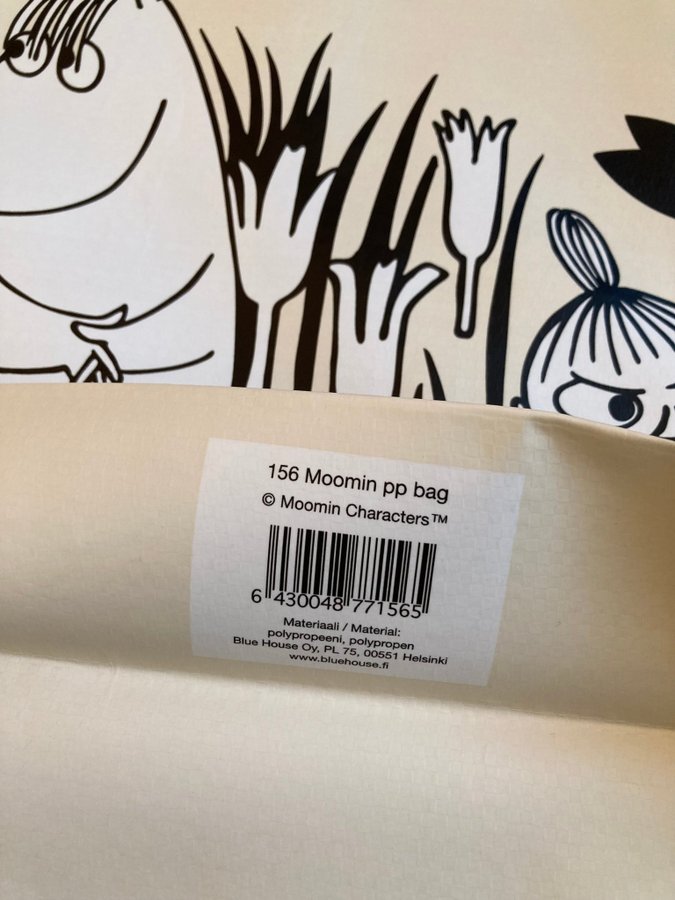 156 Moomin pp bag
© Moomin Characters™
6 430048 771565
Materiaali / Material:
polypropeeni, polypropen
Blue House Oy, PL 75, 00551 Helsinki
www.bluehouse.fi